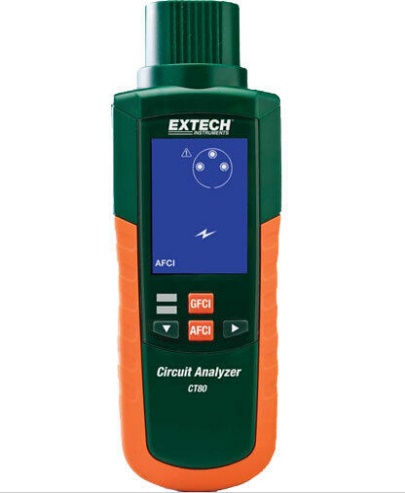 EXTECH
INSTRUMENTS
AFCI
GFCI
AFCI
Circuit Analyzer
CT80